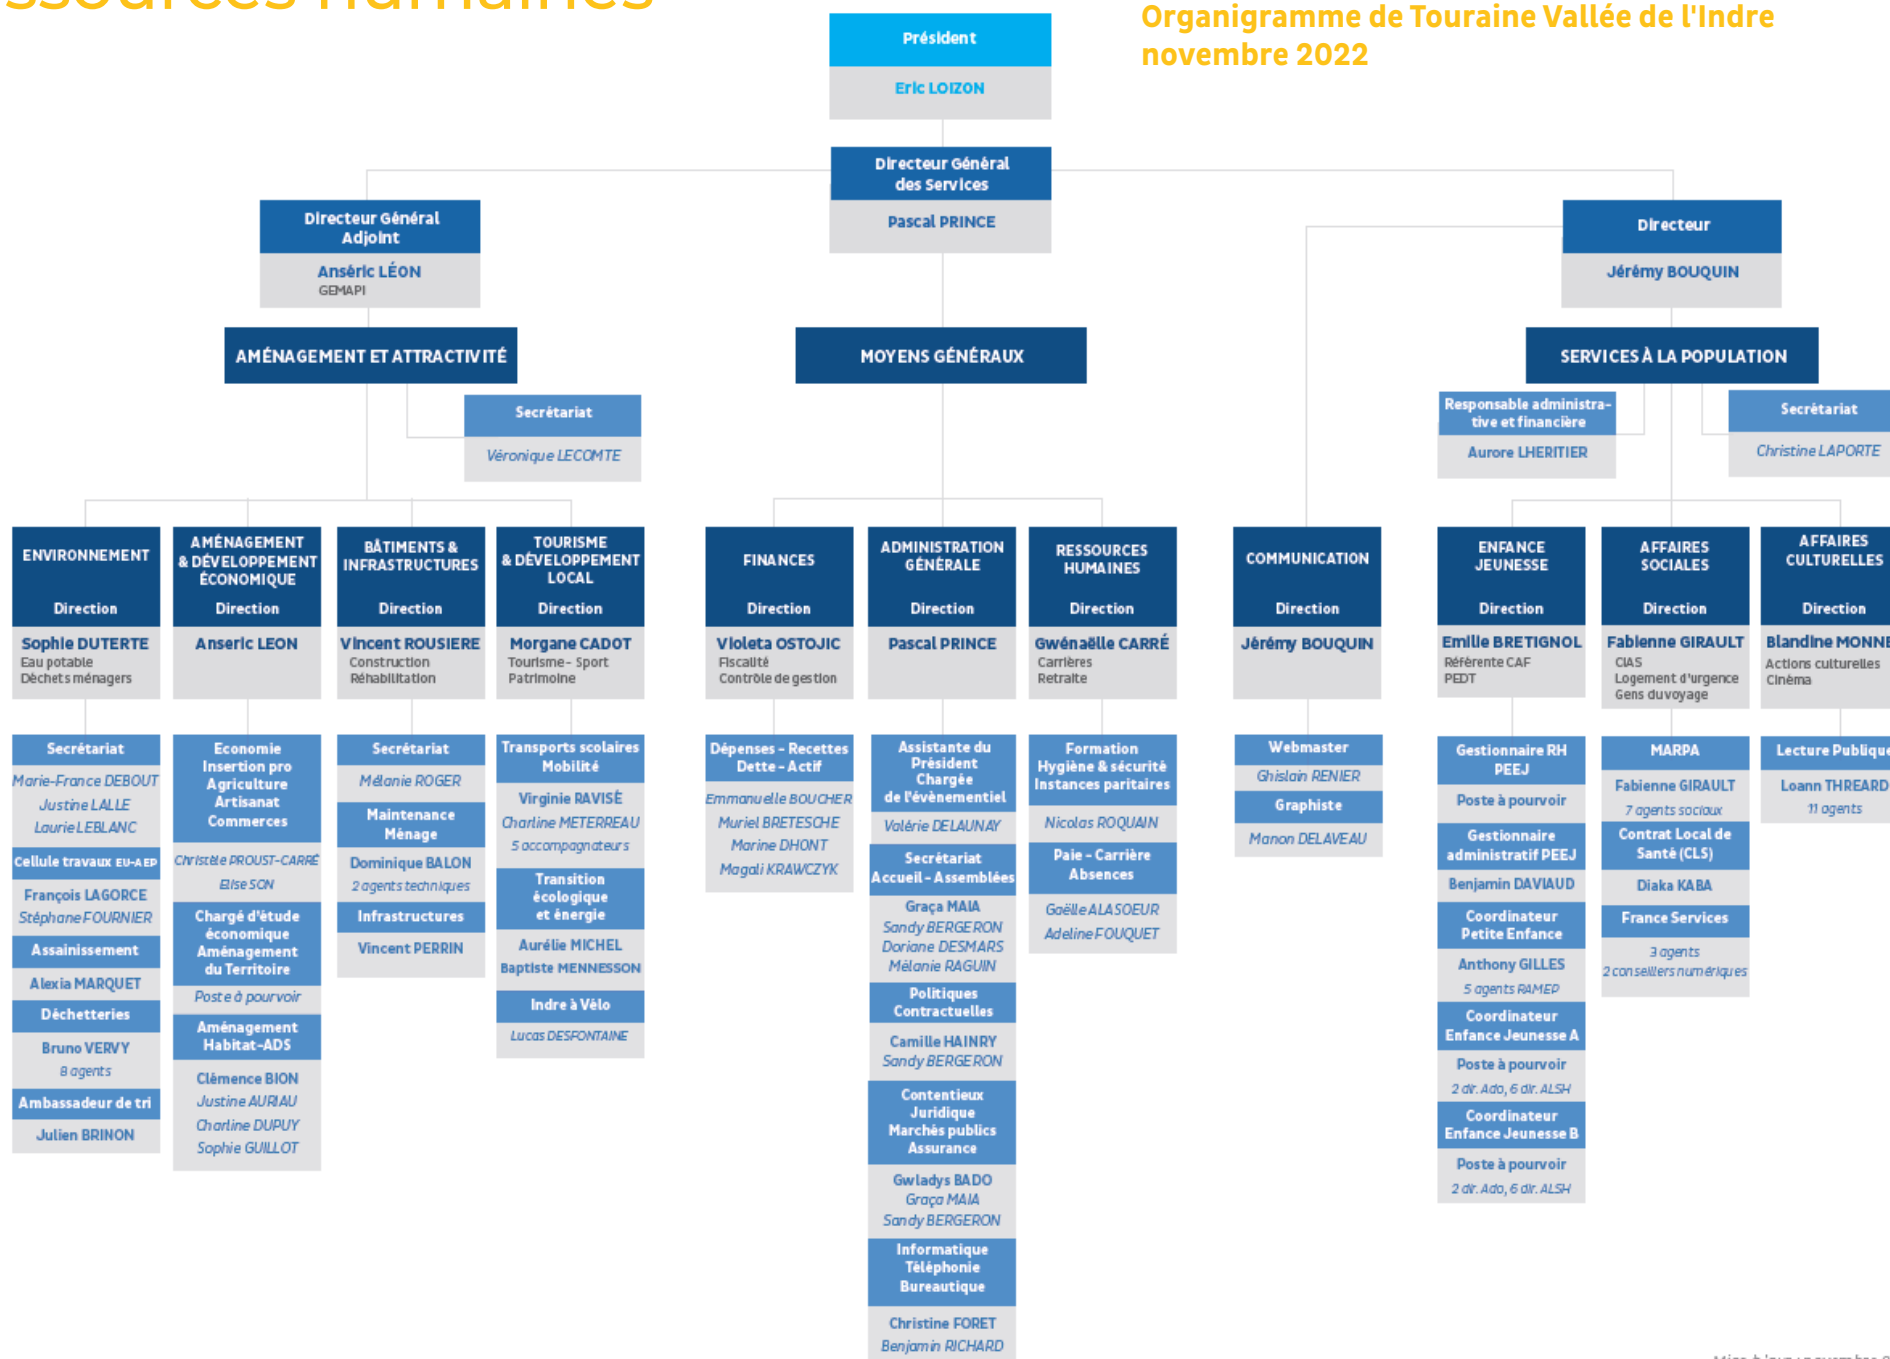 ssources humaines
Organigramme de Touraine Vallée de l'Indre
novembre 2022
Président
Eric LOIZON
Directeur Général
des Services
Pascal PRINCE
Directeur Général
Adjoint
Anséric LÉON
GEMAPI
Directeur
Jérémy BOUQUIN
AMÉNAGEMENT ET ATTRACTIVITÉ
MOYENS GÉNÉRAUX
SERVICES À LA POPULATION
Secrétariat
Véronique LECOMTE
Responsable administra-
tive et financière
Aurore LHERITIER
Secrétariat
Christine LAPORTE
ENVIRONNEMENT
Direction
Sophie DUTERTE
Eau potable
Déchets ménagers
Secrétariat
Marie-France DEBOUT
Justine LALLE
Laurie LEBLANC
Cellule travaux EU-AEP
François LAGORCE
Stéphane FOURNIER
Assainissement
Alexia MARQUET
Déchetteries
Bruno VERVY
8 agents
Ambassadeur de tri
Julien BRINON
AMÉNAGEMENT
& DÉVELOPPEMENT
ÉCONOMIQUE
Direction
Anseric LEON
Economie
Insertion pro
Agriculture
Artisanat
Commerces
Christèle PROUST-CARRÉ
Elise SON
Chargé d'étude
économique
Aménagement
du Territoire
Poste à pourvoir
Aménagement
Habitat-ADS
Clémence BION
Justine AURIAU
Charline DUPUY
Sophie GUILLOT
BÂTIMENTS &
INFRASTRUCTURES
Direction
Vincent ROUSIERE
Construction
Réhabilitation
Secrétariat
Mélanie ROGER
Maintenance
Ménage
Dominique BALON
2 agents techniques
Infrastructures
Vincent PERRIN
TOURISME
& DÉVELOPPEMENT
LOCAL
Direction
Morgane CADOT
Tourisme- Sport
Patrimoine
Transports scolaires
Mobilité
Virginie RAVISÉ
Charline METERREAU
5 accompagnateurs
Transition
écologique
et énergie
Aurélie MICHEL
Baptiste MENNESSON
Indre à Vélo
Lucas DESFONTAINE
FINANCES
Direction
Violeta OSTOJIC
Fiscalité
Contrôle de gestion
Dépenses - Recettes
Dette - Actif
Emmanuelle BOUCHER
Muriel BRETESCHE
Marine DHONT
Magali KRAWCZYK
ADMINISTRATION
GÉNÉRALE
Direction
Pascal PRINCE
Assistante du
Président
Chargée
de l'évènementiel
Valérie DELAUNAY
Secrétariat
Accueil - Assemblées
Graça MAIA
Sandy BERGERON
Doriane DESMARS
Mélanie RAGUIN
Politiques
Contractuelles
Camille HAINRY
Sandy BERGERON
Contentieux
Juridique
Marchés publics
Assurance
Gwladys BADO
Graça MAIA
Sandy BERGERON
Informatique
Téléphonie
Bureautique
Christine FORET
Benjamin RICHARD
RESSOURCES
HUMAINES
Direction
Gwénaëlle CARRÉ
Carrières
Retraite
Formation
Hygiène & sécurité
Instances paritaires
Nicolas ROQUAIN
Paie - Carrière
Absences
Gaëlle ALASOEUR
Adeline FOUQUET
COMMUNICATION
Direction
Jérémy BOUQUIN
Webmaster
Ghislain RENIER
Graphiste
Manon DELAVEAU
ENFANCE
JEUNESSE
Direction
Emilie BRETIGNOL
Référente CAF
PEDT
Gestionnaire RH
PEEJ
Poste à pourvoir
Gestionnaire
administratif PEEJ
Benjamin DAVIAUD
Coordinateur
Petite Enfance
Anthony GILLES
5 agents RAMEP
Coordinateur
Enfance Jeunesse A
Poste à pourvoir
2 dir. Ado, 6 dir. ALSH
Coordinateur
Enfance Jeunesse B
Poste à pourvoir
2 dir. Ado, 6 dir. ALSH
AFFAIRES
SOCIALES
Direction
Fabienne GIRAULT
CIAS
Logement d'urgence
Gens du voyage
MARPA
Fabienne GIRAULT
7 agents sociaux
Contrat Local de
Santé (CLS)
Diaka KABA
France Services
3 agents
2 conseillers numériques
AFFAIRES
CULTURELLES
Direction
Blandine MONNE
Actions culturelles
Cinéma
Lecture Publique
Loann THREARD
11 agents